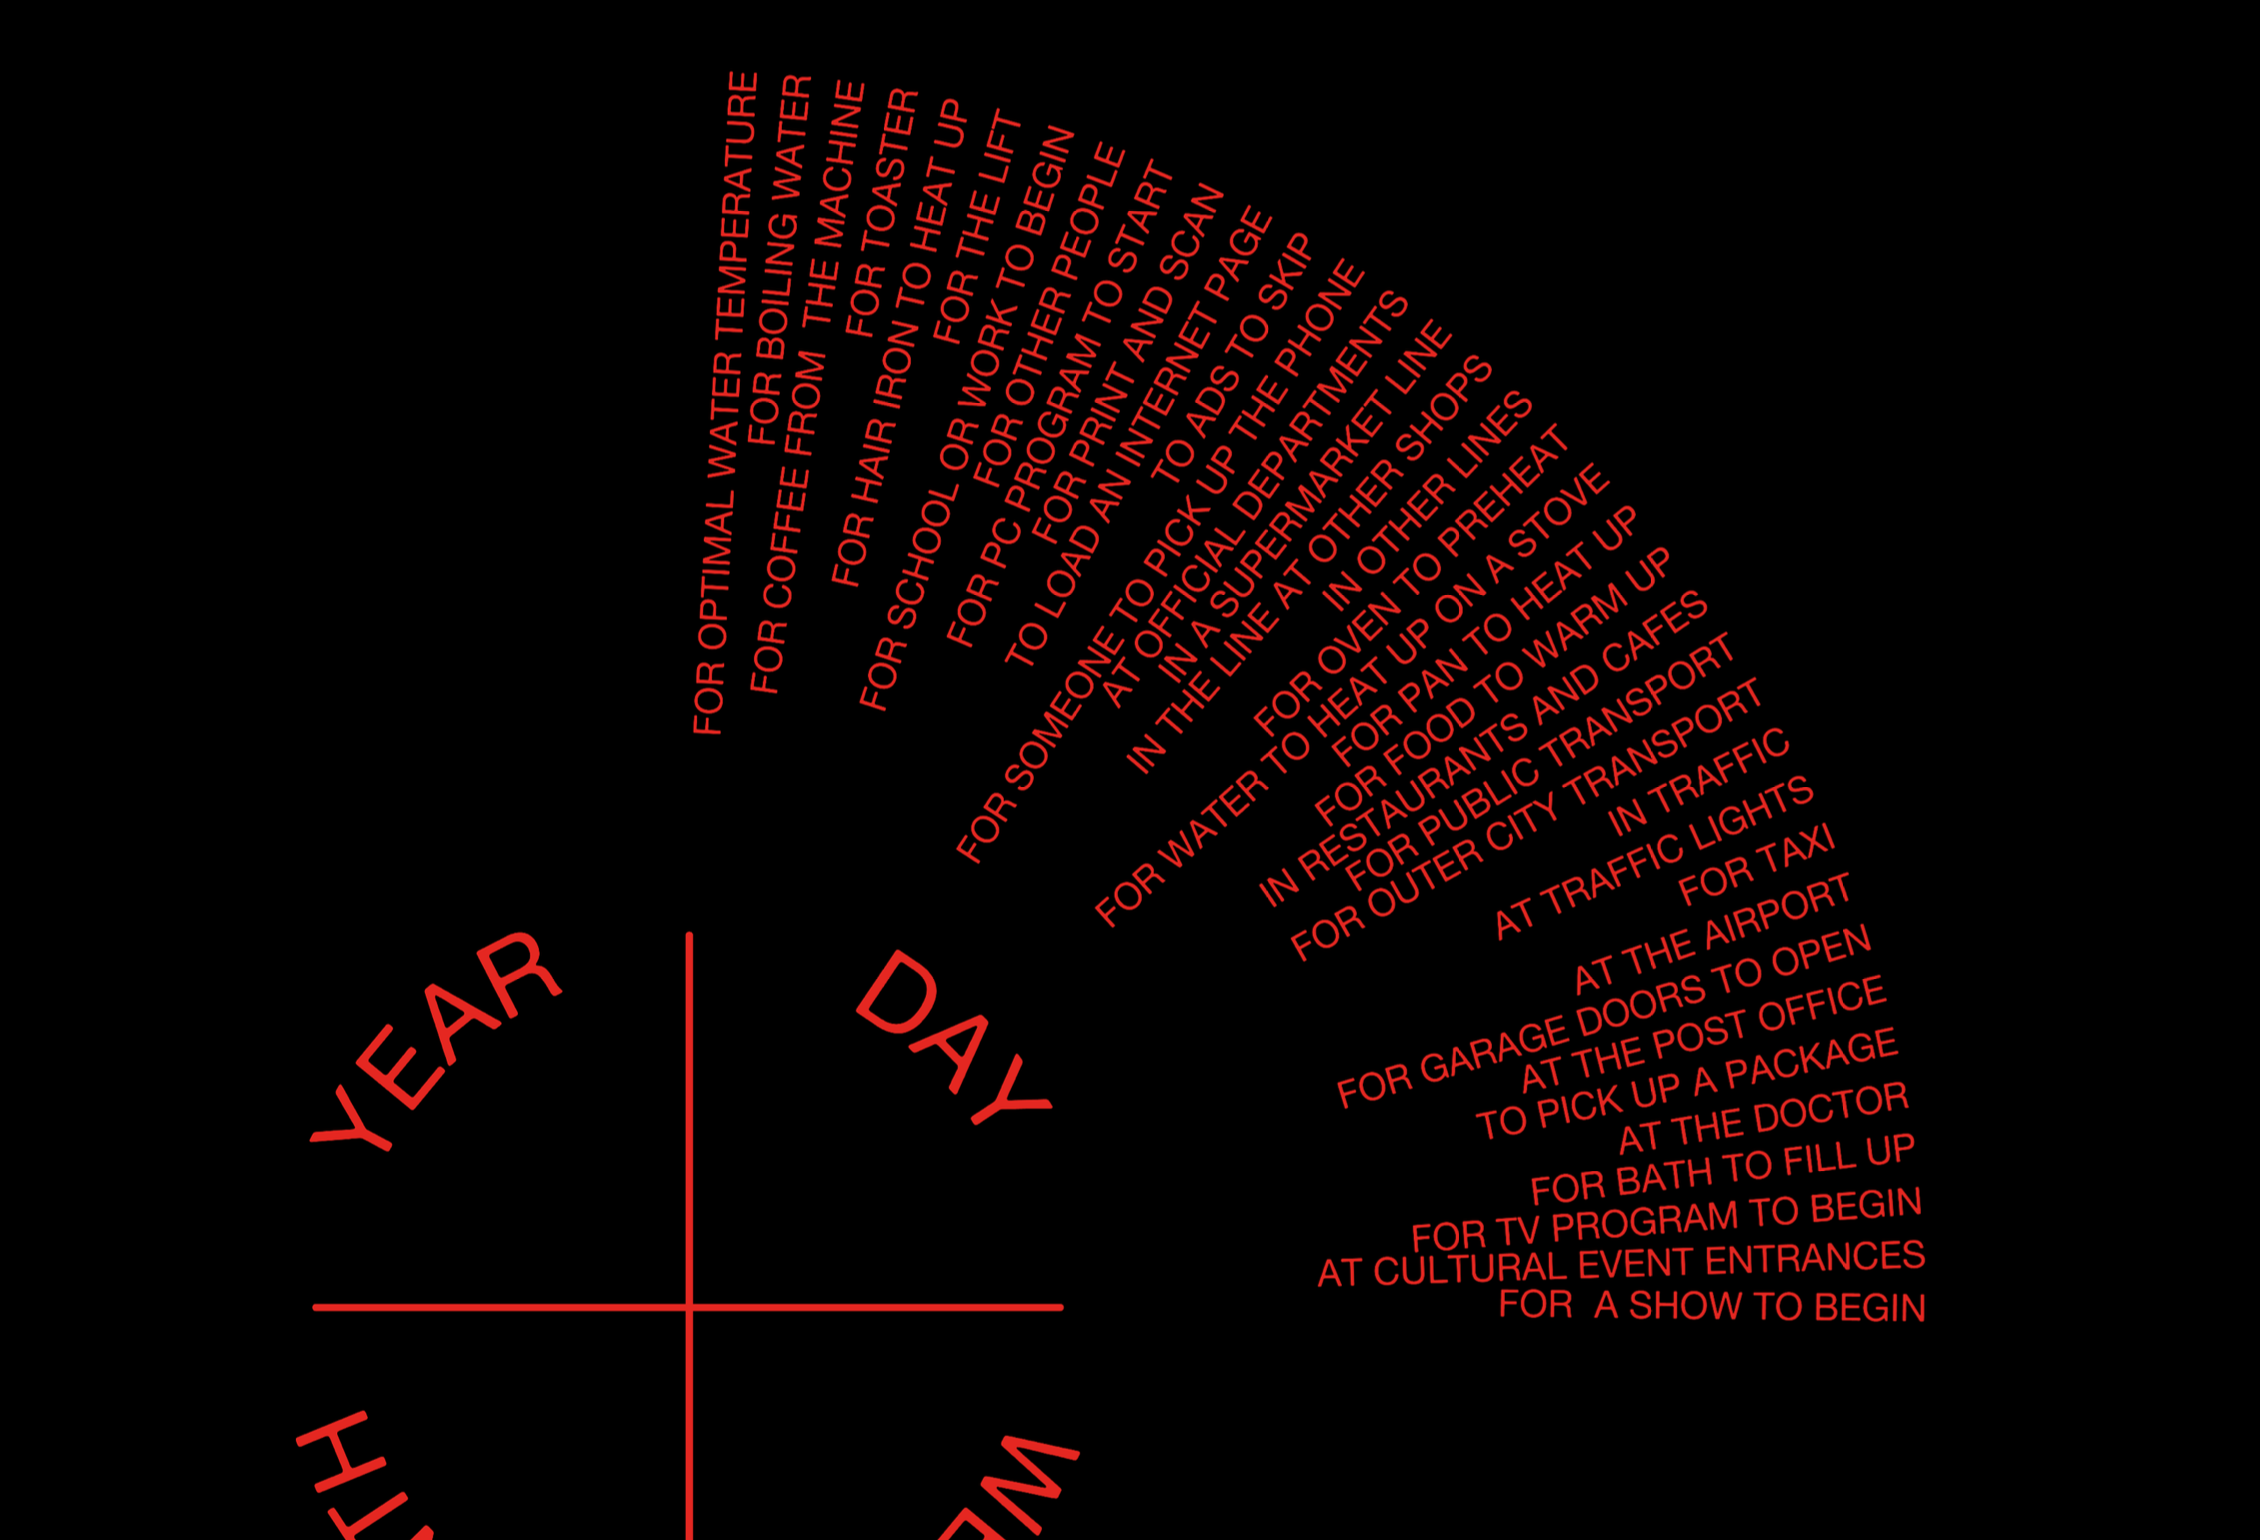 FOR OPTIMAL WATER TEMPERATURE
FOR BOILING WATER
FOR COFFEE FROM THE MACHINE
FOR TOASTER
FOR HAIR IRON TO HEAT UP
FOR THE LIFT
FOR SCHOOL OR WORK TO BEGIN
FOR OTHER PEOPLE
FOR PC PROGRAM TO START
FOR PRINT AND SCAN
TO LOAD AN INTERNET PAGE
TO ADS TO SKIP
FOR SOMEONE TO PICK UP THE PHONE
AT OFFICIAL DEPARTMENTS
IN A SUPERMARKET LINE
IN THE LINE AT OTHER SHOPS
IN OTHER LINES
FOR OVEN TO PREHEAT
FOR WATER TO HEAT UP ON A STOVE
FOR PAN TO HEAT UP
FOR FOOD TO WARM UP
IN RESTAURANTS AND CAFES
FOR PUBLIC TRANSPORT
FOR OUTER CITY TRANSPORT
IN TRAFFIC
AT TRAFFIC LIGHTS
FOR TAXI
AT THE AIRPORT
FOR GARAGE DOORS TO OPEN
AT THE POST OFFICE
TO PICK UP A PACKAGE
AT THE DOCTOR
FOR BATH TO FILL UP
FOR TV PROGRAM TO BEGIN
AT CULTURAL EVENT ENTRANCES
FOR A SHOW TO BEGIN
YEAR
DAY